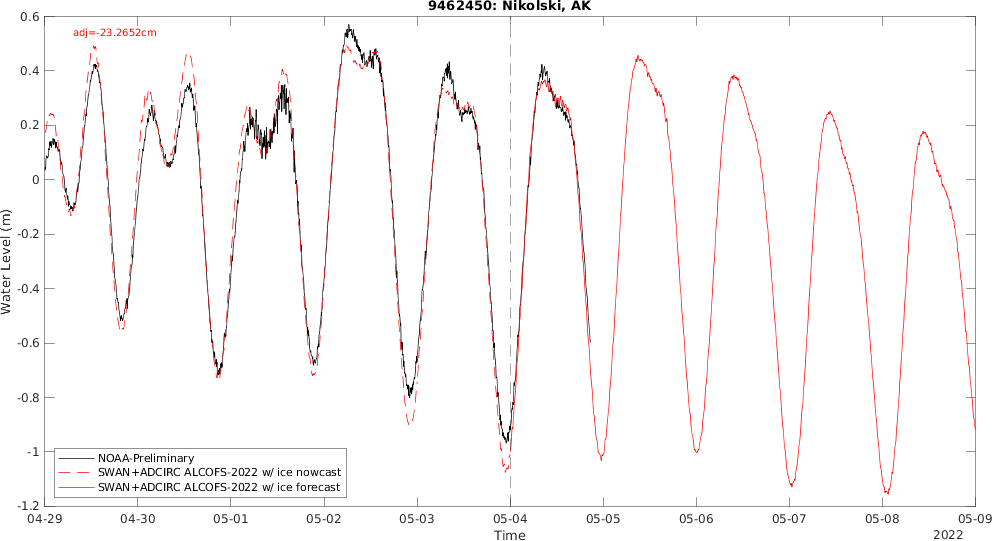 9462450: Nikolski, AK
adj=-23.2652cm
0.6
0.4
0.2
0
-0.2
-0.4
-0.6
-0.8
-1
-1.2
Water Level (m)
NOAA-Preliminary
SWAN+ADCIRC ALCOFS-2022 w/ ice nowcast
SWAN+ADCIRC ALCOFS-2022 w/ ice forecast
04-29 04-30 05-01 05-02 05-03 05-04 05-05 05-06 05-07 05-08 05-09
Time
2022